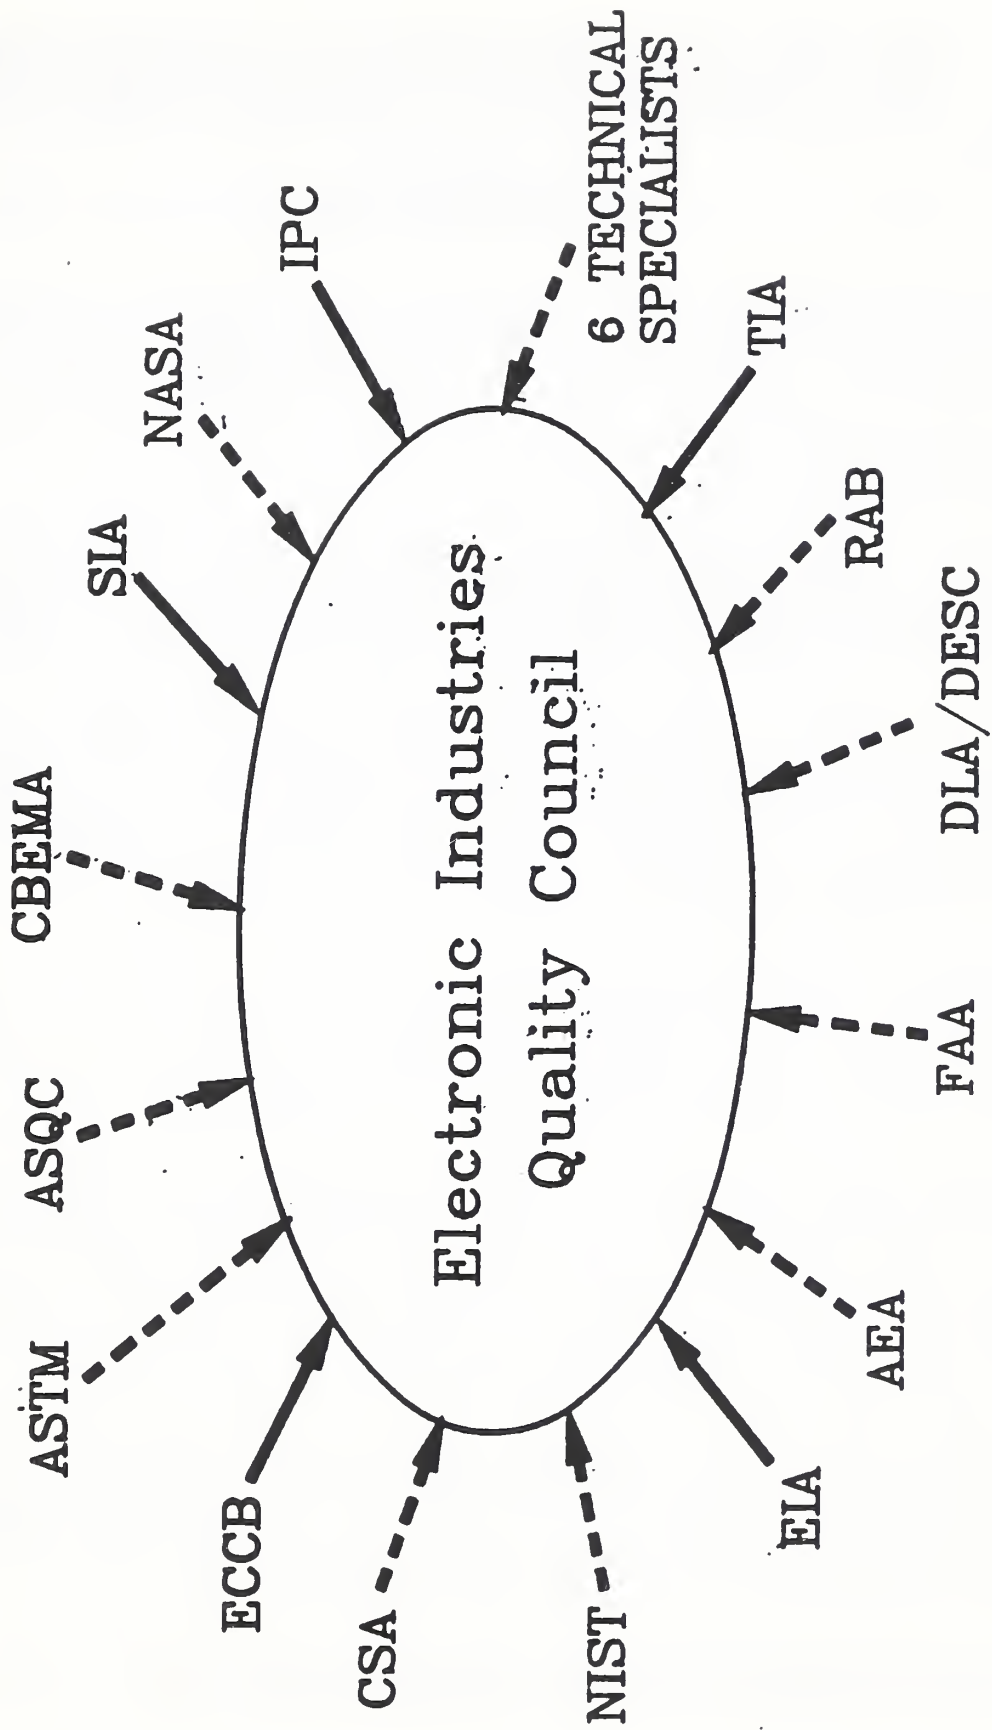 CBEMA
SIA
ASQC
NASA
ASTM
IPC
ECCB
Electronic Industries
Quality Council
CSA
6 TECHNICAL
SPECIALISTS
NIST
TIA
EIA
RAB
AEA
DLA/DESC
FAA